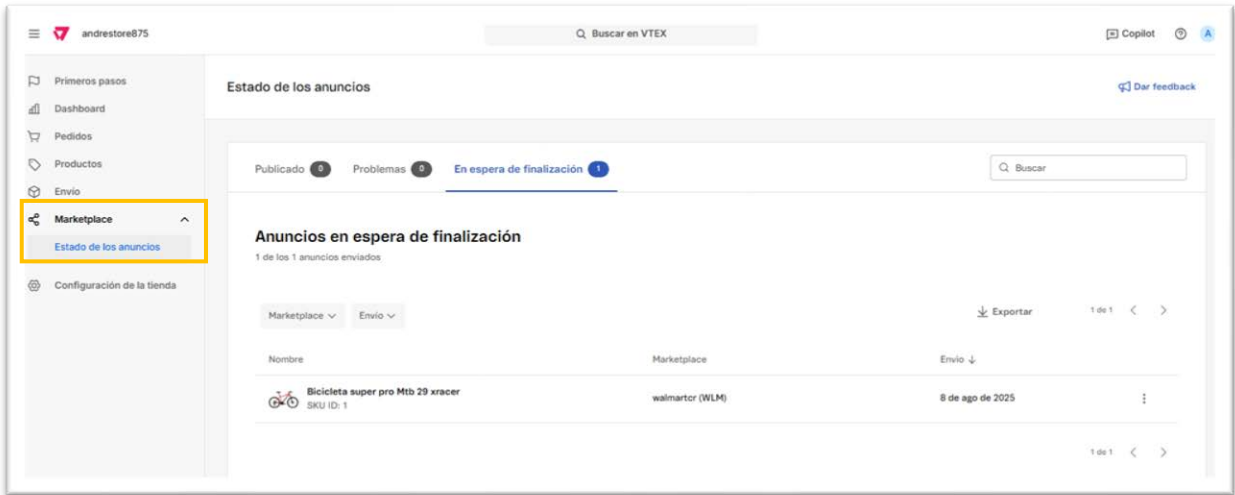 andrestore875
Buscar en VTEX
Copilot
A
Primeros pasos
Dashboard
Pedidos
Productos
Envío
Marketplace
Estado de los anuncios
Configuración de la tienda
Estado de los anuncios
Dar feedback
Publicado 0
Problemas 0
En espera de finalización 1
Buscar
Anuncios en espera de finalización
1 de los 1 anuncios enviados
Marketplace
Envío
Exportar
1 de 1
Nombre
Marketplace
Envío
Bicicleta super pro Mtb 29 xracer
SKU ID: 1
walmartcr (WLM)
8 de ago de 2025
1 de 1